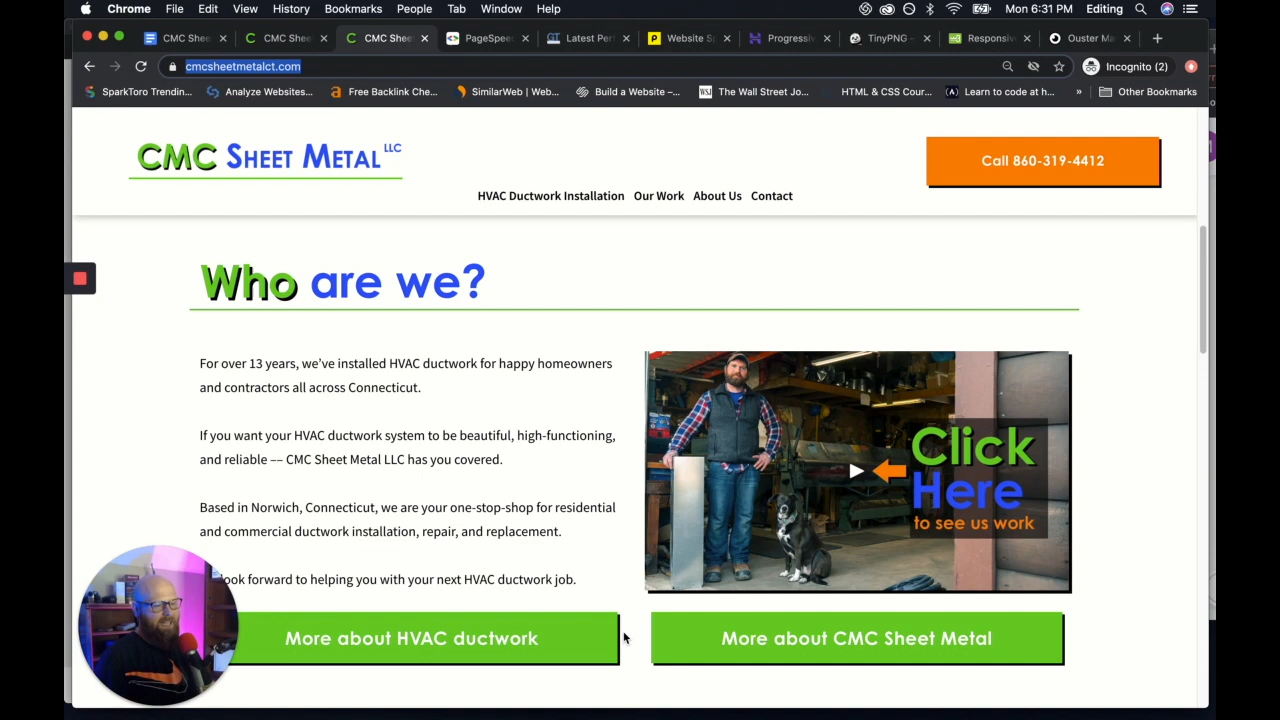 Chrome File Edit View History Bookmarks People Tab Window Help Mon 6:31 PM Editing
CMC Shee CMC Shee CMC Shee PageSpee Latest Perf Website S Progressiv TinyPNG – Responsive Ouster Ma
cmcsheetmetalct.com Incognito (2)
SparkToro Trendin... Analyze Websites... Free Backlink Che... SimilarWeb | Web... Build a Website –... WSJ The Wall Street Jo... HTML & CSS Cour... (A) Learn to code at h... » Other Bookmarks
CMC SHEET METAL LLC
Call 860-319-4412
HVAC Ductwork Installation Our Work About Us Contact
Who are we?
For over 13 years, we've installed HVAC ductwork for happy homeowners
and contractors all across Connecticut.
If you want your HVAC ductwork system to be beautiful, high-functioning,
and reliable –– CMC Sheet Metal LLC has you covered.
Based in Norwich, Connecticut, we are your one-stop-shop for residential
and commercial ductwork installation, repair, and replacement.
look forward to helping you with your next HVAC ductwork job.
Click
Here
to see us work
More about HVAC ductwork
More about CMC Sheet Metal